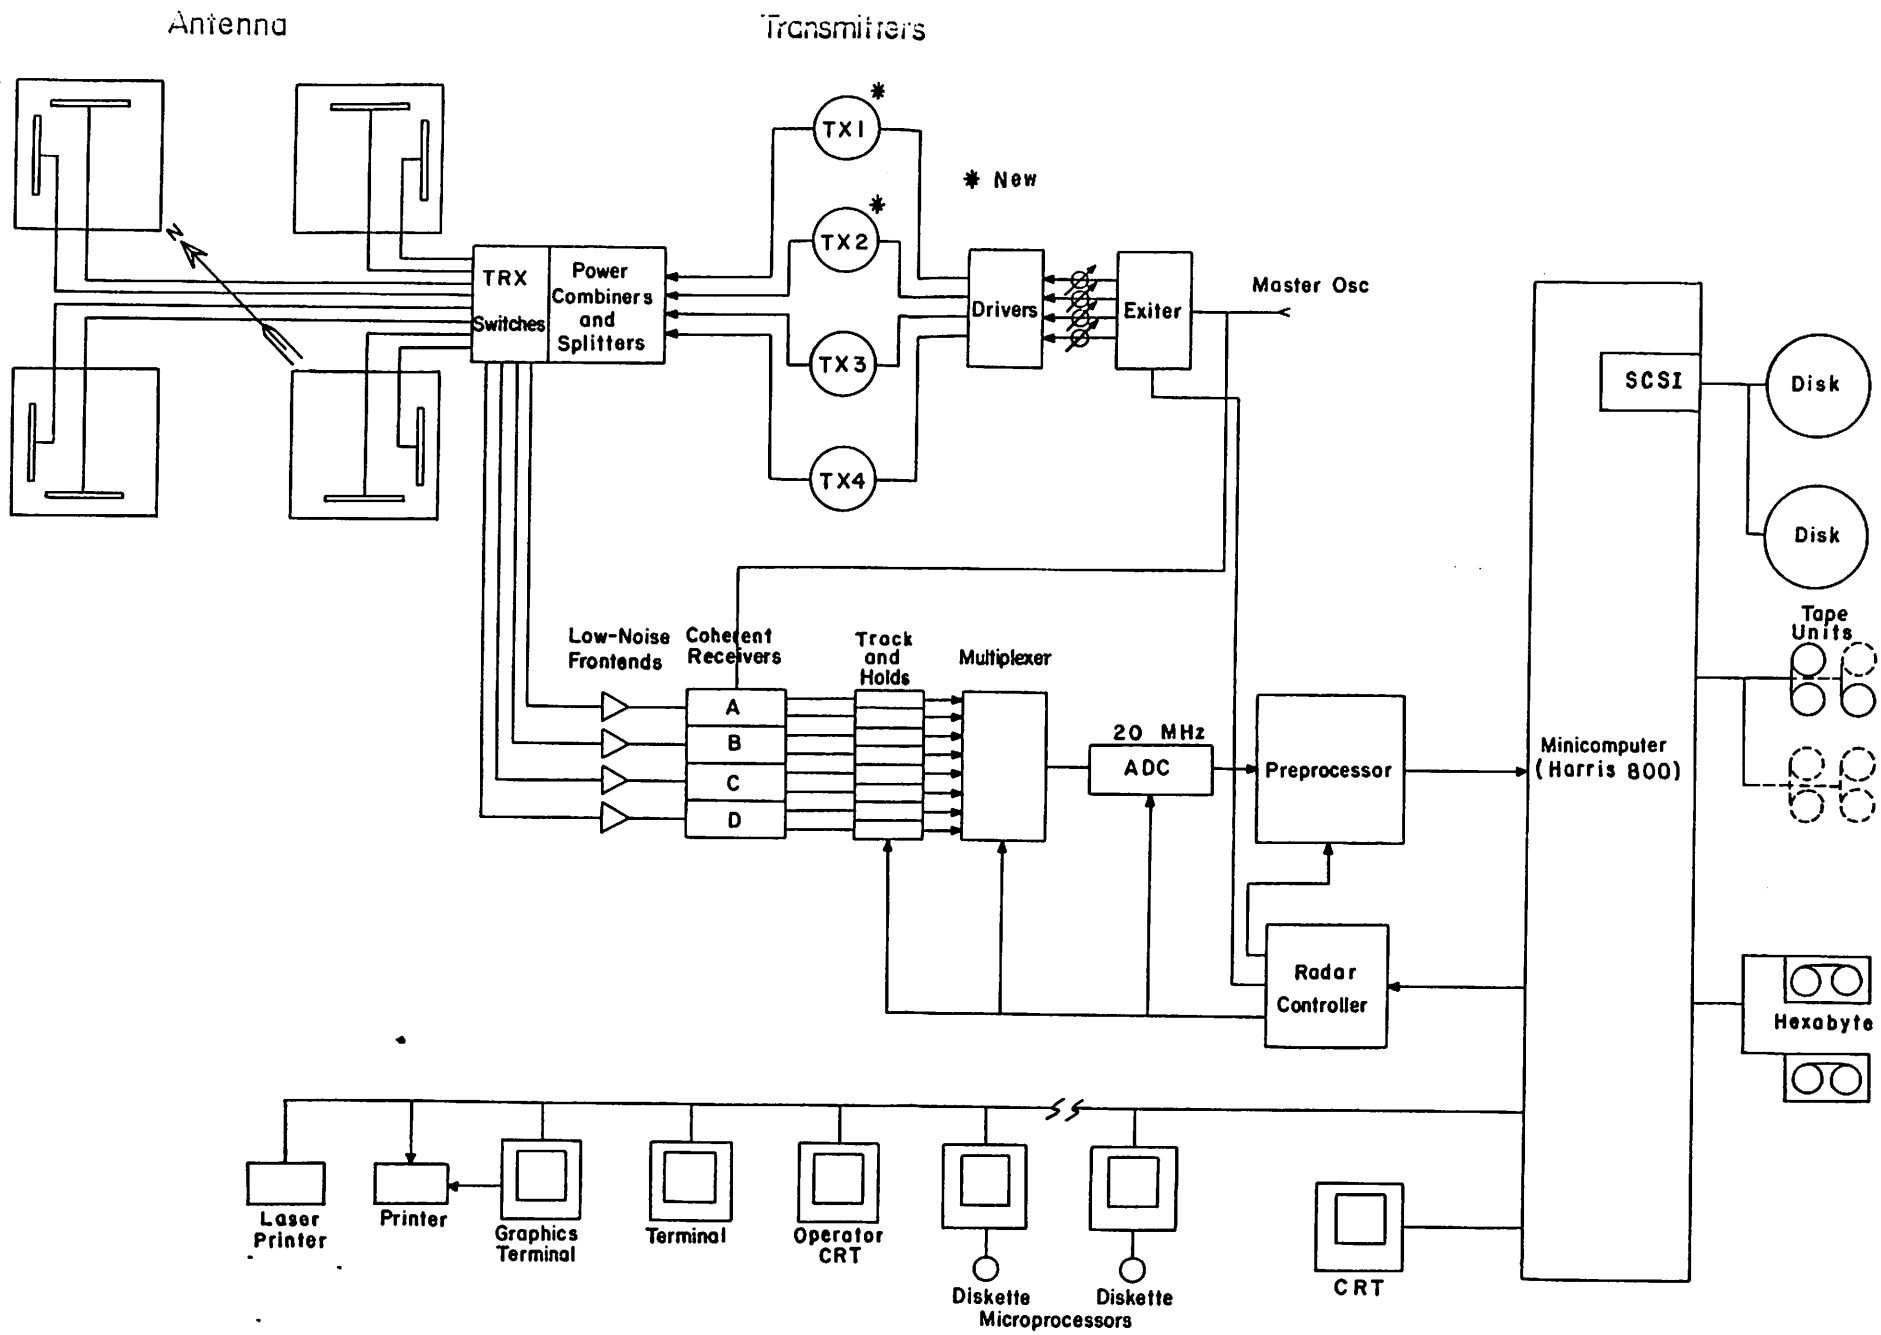 Antenna
Transmitters
TX1
*
TX2
*
* New
TX3
TX4
N
TRX
Switches
Power
Combiners
and
Splitters
Drivers
Exiter
Master Osc
SCSI
Disk
Disk
Tape
Units
Low-Noise
Frontends
Coherent
Receivers
Track
and
Holds
Multiplexer
A
B
C
D
20 MHz
ADC
Preprocessor
Minicomputer
(Harris 800)
Radar
Controller
Hexabyte
Laser
Printer
Printer
Graphics
Terminal
Terminal
Operator
CRT
Diskette
Diskette
Microprocessors
CRT